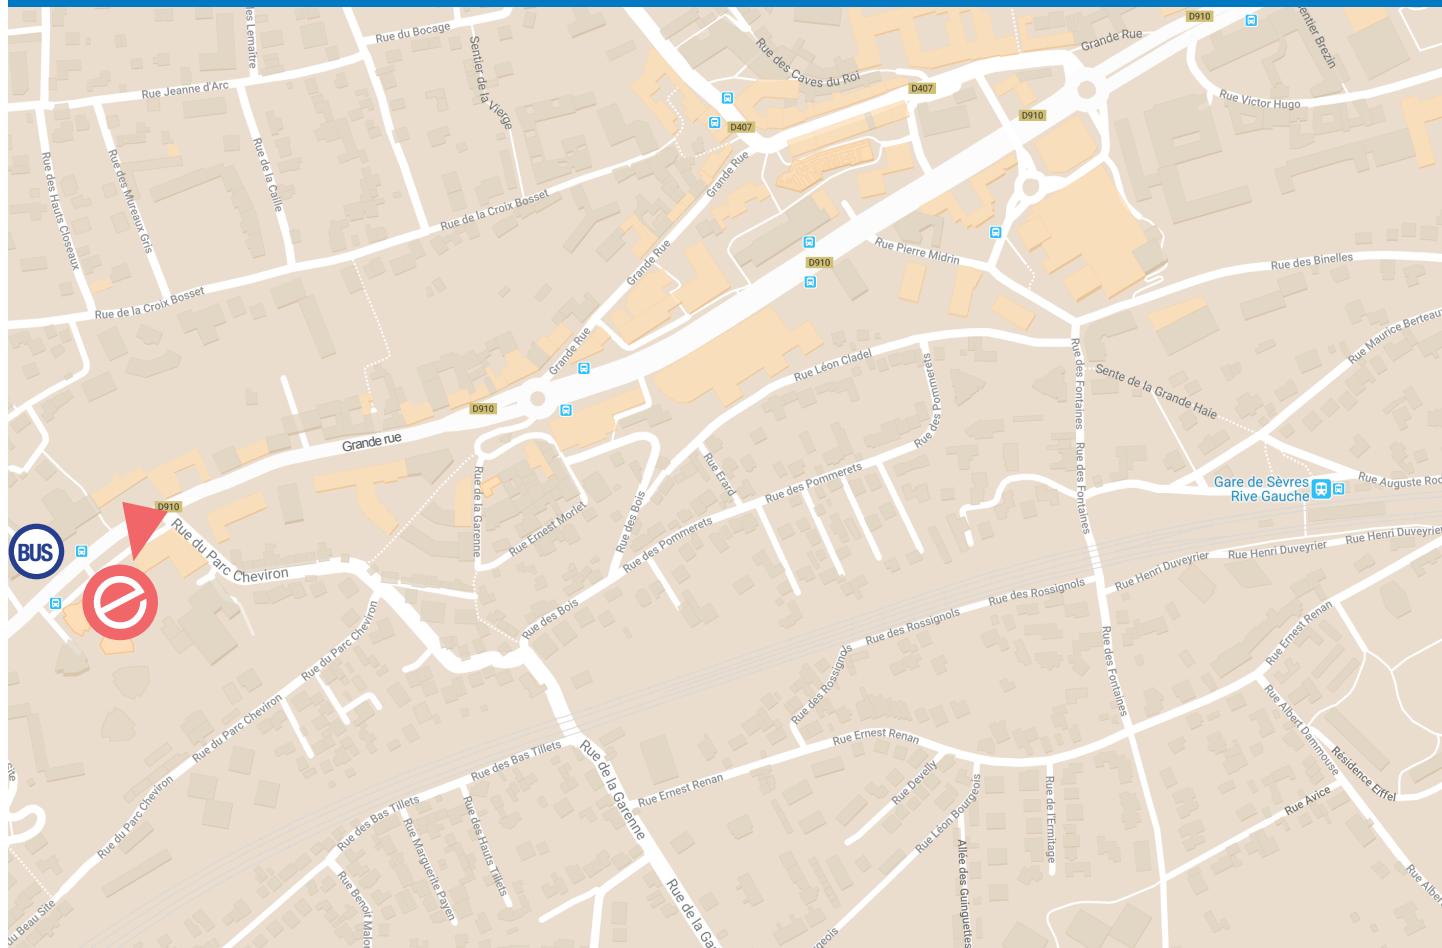 D910
Rue du Bocage
Grande Rue
Sentier de la Vierge
Rue des Caves du Roi
Rue Jeanne d'Arc
D407
Rue Victor Hugo
D910
D407
Rue des Hauts Closeaux
Rue des Mureaux Gris
Rue de la Caille
Grande Rue
Rue de la Croix Bosset
Rue Pierre Midrin
Grande Rue
D910
Rue des Binelles
Rue de la Croix Bosset
Grande Rue
Rue Maurice Berteaux
Rue Léon Cladel
Rue des Fontaines
Rue des Pommerets
Sente de la Grande Haie
D910
Grande rue
Rue Erard
Rue des Pommerets
Rue des Fontaines
Gare de Sèvres
Rive Gauche
Rue Auguste Roc
D910
Rue de la Garenne
Rue Ernest Morlet
Rue des Bois
Rue des Pommerets
BUS
Rue du Parc Cheviron
Rue Henri Duveyrier
Rue Henri Duveyrier
Rue Henri Duveyrier
Rue des Rossignols
Rue des Rossignols
Rue des Bois
Rue du Parc Cheviron
Rue des Rossignols
Rue des Fontaines
Rue Ernest Renan
Rue du Parc Cheviron
Rue Albert Dammouse
Rue Ernest Renan
Rue des Bas Tillets
Rue de la Garenne
Rue Ernest Renan
Rue Develly
Résidence Eiffel
Rue du Parc Cheviron
Rue des Bas Tillets
Rue Marguerite Payen
Rue des Hauts Tillets
Rue Léon Bourgeois
Rue de l'Ermitage
Rue Avice
Allée des Guinguettes
Rue Benoît Malon
Rue de la Ga
Rue Alber
du Beau Site
geois